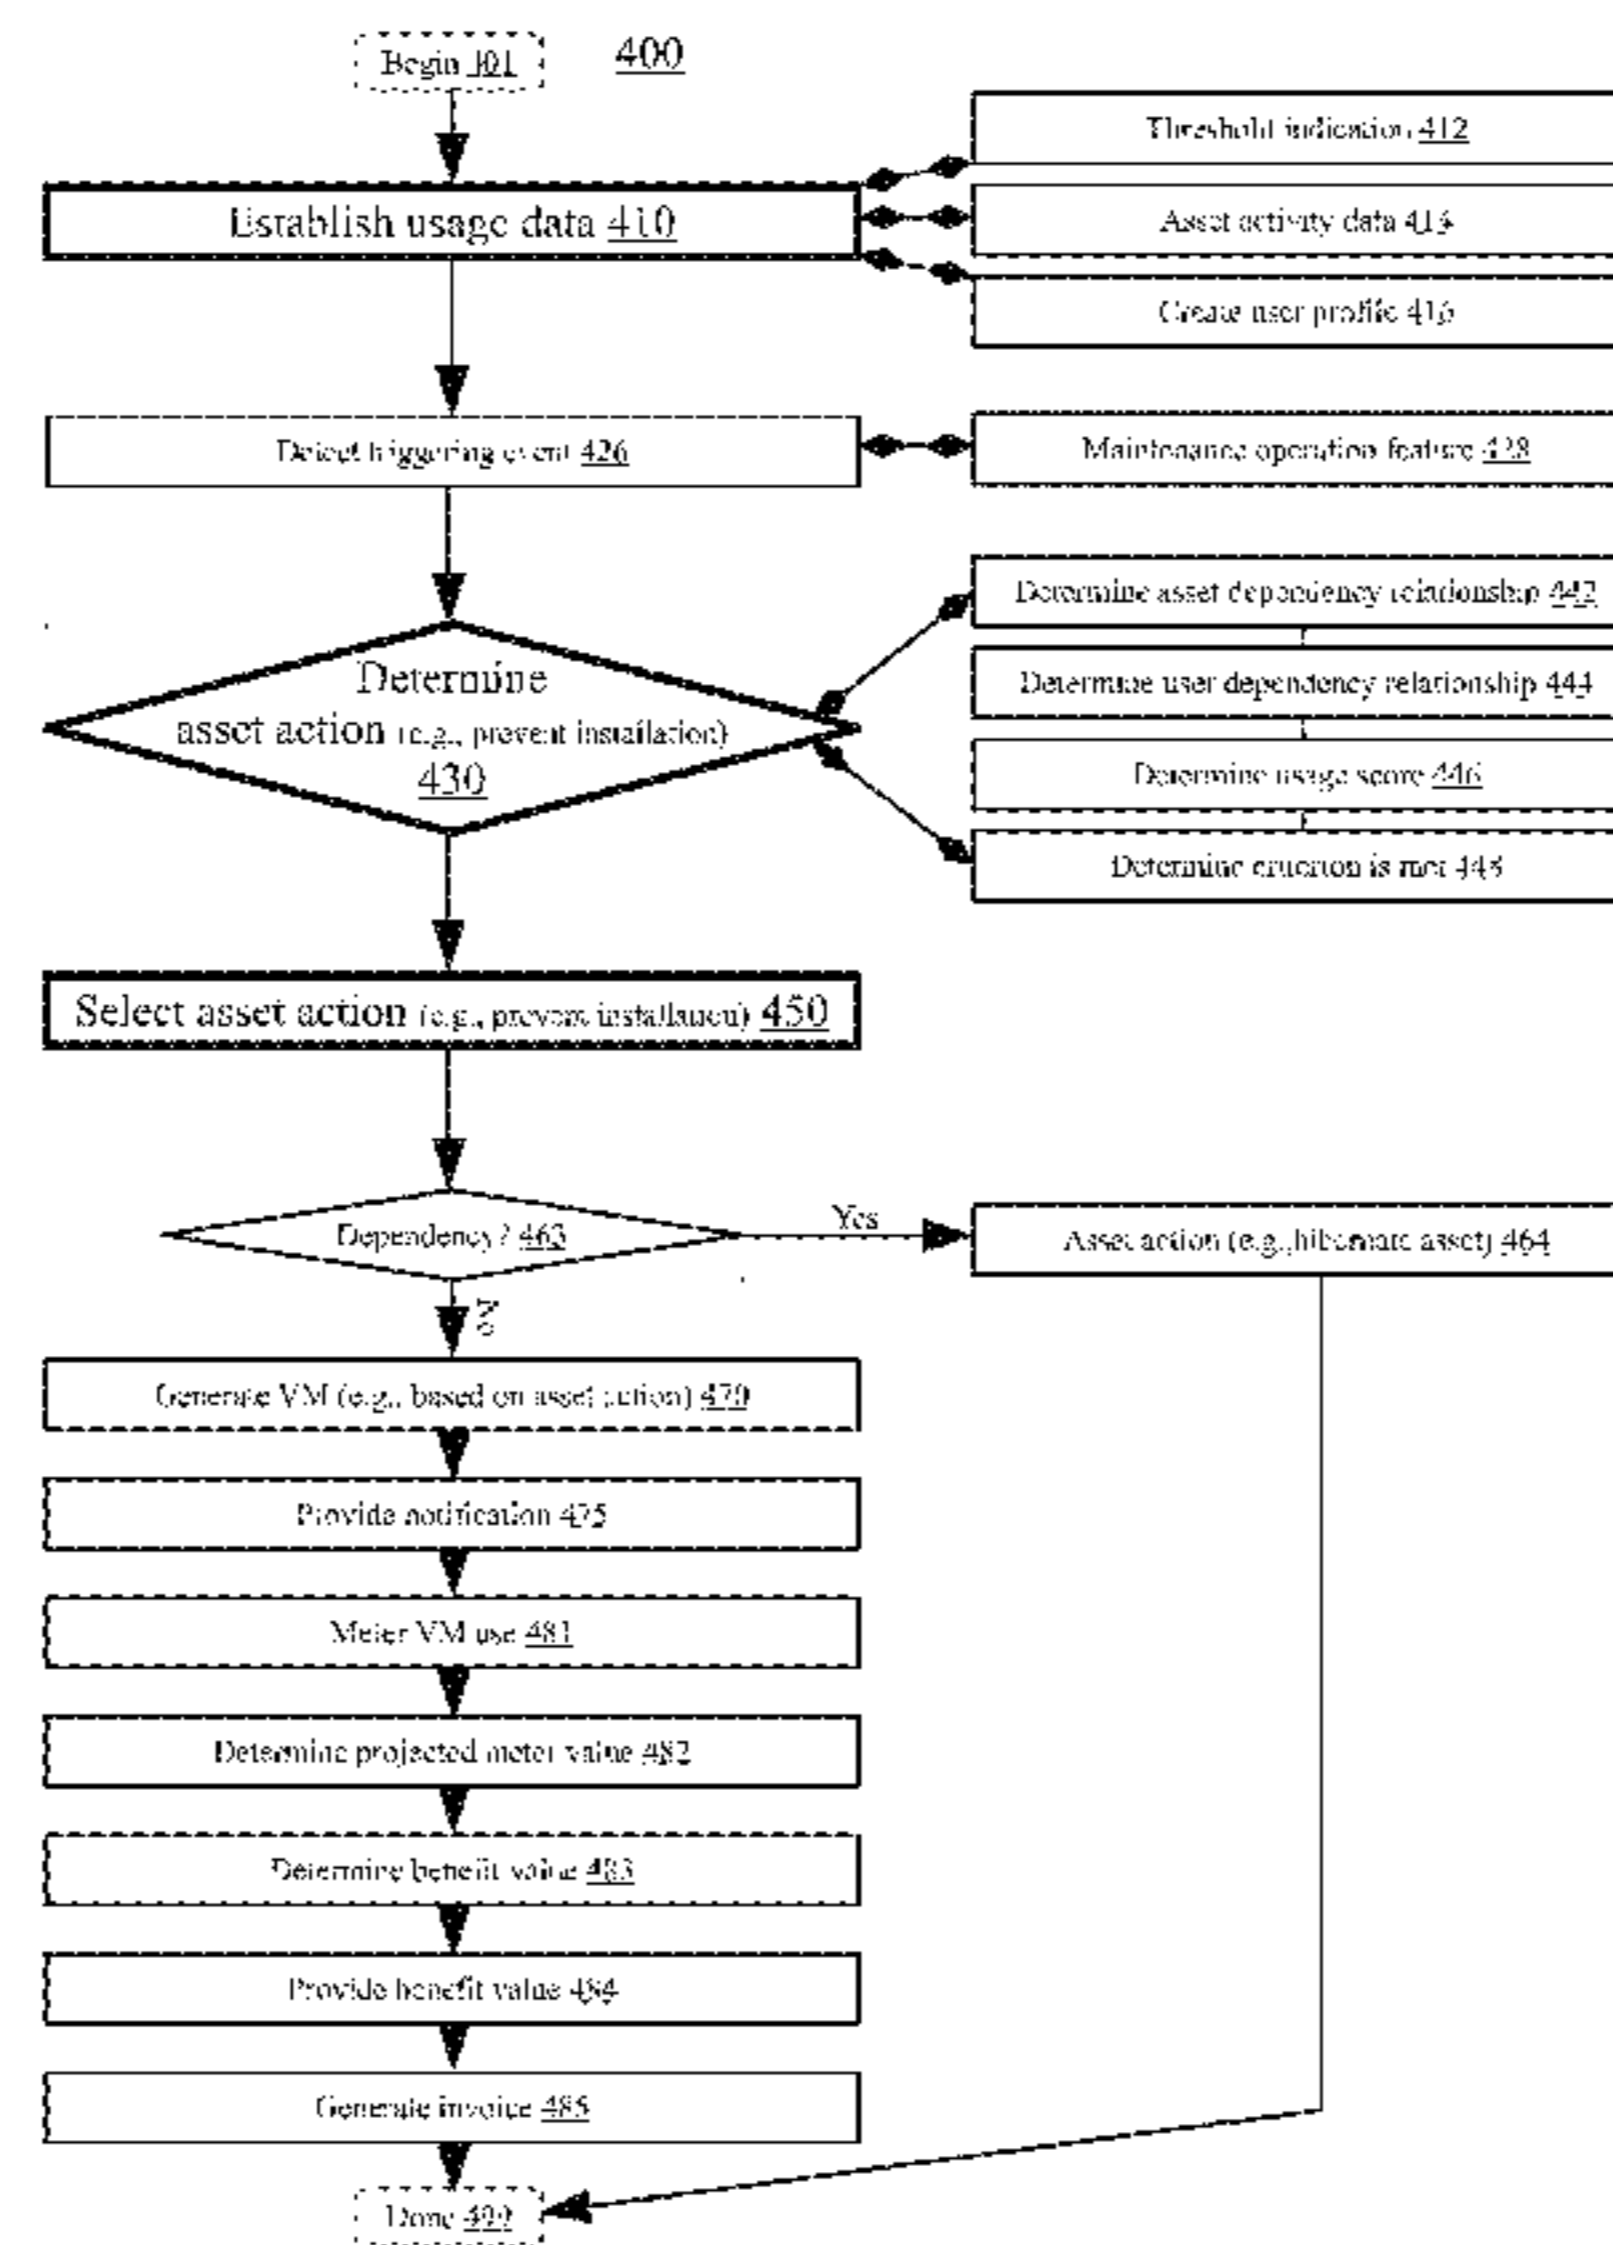 Begin 401
400
Threshold indication 412
Establish usage data 410
Asset activity data 414
Create user profile 416
Detect triggering event 426
Maintenance operation feature 428
Determine asset dependency relationship 442
Determine
asset action (e.g., prevent installation)
430
Determine user dependency relationship 444
Determine usage score 446
Determine criterion is met 448
Select asset action (e.g., prevent installation) 450
Dependency? 463
Yes
Asset action (e.g., hibernate asset) 464
No
Generate VM (e.g., based on asset action) 470
Provide notification 475
Meter VM use 481
Determine projected meter value 482
Determine benefit value 483
Provide benefit value 484
Generate invoice 485
Done 499